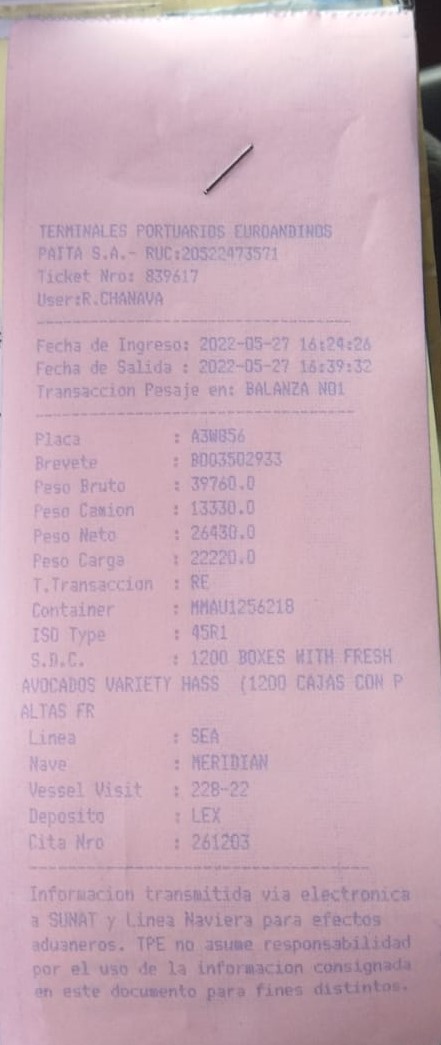 TERMINALES PORTUARIOS EUROANDINOS
PAITA S.A.- RUC:20522473571
Ticket Nro: 839617
User:R.CHANAVA
--------------------------------------
Fecha de Ingreso: 2022-05-27 16:24:26
Fecha de Salida : 2022-05-27 16:39:32
Transaccion Pesaje en: BALANZA NO1
--------------------------------------
Placa : A3W856
Brevete : B003502933
Peso Bruto : 39760.0
Peso Camion : 13330.0
Peso Neto : 26430.0
Peso Carga : 22220.0
T.Transaccion : RE
Container : MMAU1256218
ISO Type : 45R1
S.D.C. : 1200 BOXES WITH FRESH
AVOCADOS VARIETY HASS (1200 CAJAS CON P
ALTAS FR
Linea : SEA
Nave : MERIDIAN
Vessel Visit : 22B-22
Deposito : LEX
Cita Nro : 261203
--------------------------------------
Informacion transmitida via electronica
a SUNAT y Linea Naviera para efectos
aduaneros. TPE no asume responsabilidad
por el uso de la informacion consignada
en este documento para fines distintos.